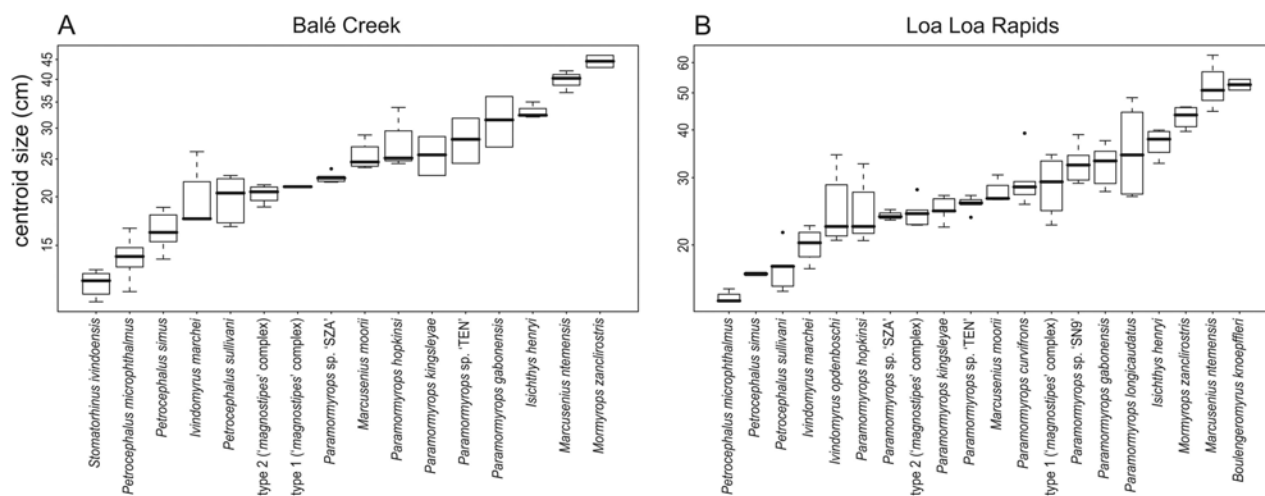 A
Balé Creek
centroid size (cm)
45
40
35
30
25
20
15
Stomatorhinus ivindoensis
Petrocephalus microphthalmus
Petrocephalus simus
Ivindomyrus marchei
Petrocephalus sullivani
type 2 ('magnostipes' complex)
type 1 ('magnostipes' complex)
Paramormyrops sp. 'SZA'
Marcusenius moorii
Paramormyrops hopkinsi
Paramormyrops kingsleyae
Paramormyrops sp. 'TEN'
Paramormyrops gabonensis
Isichthys henryi
Marcusenius ntemensis
Mormyrops zanclirostris
B
Loa Loa Rapids
60
50
40
30
20
Petrocephalus microphthalmus
Petrocephalus simus
Petrocephalus sullivani
Ivindomyrus marchei
Ivindomyrus opdenboschi
Paramormyrops hopkinsi
Paramormyrops sp. 'SZA'
type 2 ('magnostipes' complex)
Paramormyrops kingsleyae
Paramormyrops sp. 'TEN'
Marcusenius moorii
Paramormyrops curvifrons
type 1 ('magnostipes' complex)
Paramormyrops sp. 'SN9'
Paramormyrops gabonensis
Paramormyrops longicaudatus
Isichthys henryi
Mormyrops zanclirostris
Marcusenius ntemensis
Boulengeromyrus knoepffleri